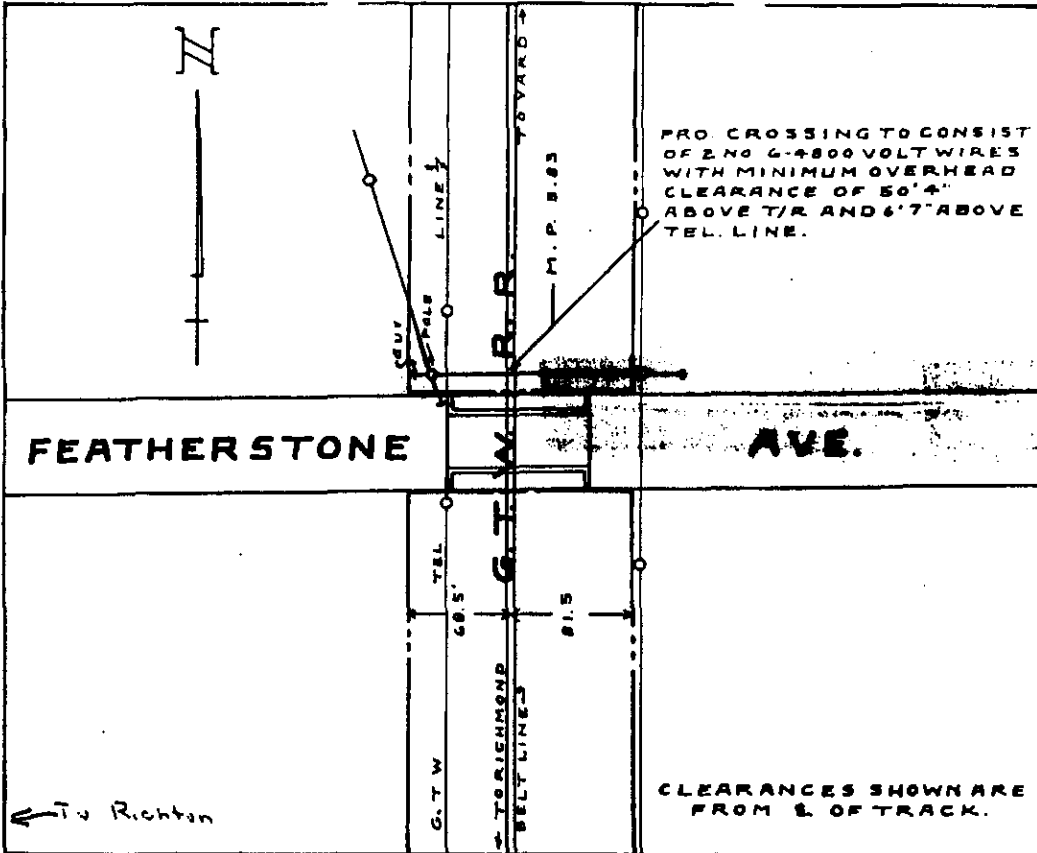 N
TO YARD →
PRO. CROSSING TO CONSIST
OF 2 NO 6-4800 VOLT WIRES
WITH MINIMUM OVERHEAD
CLEARANCE OF 50'4"
ABOVE T/R AND 6'7" ABOVE
TEL. LINE.
LINE
M. P. 5.83
GUY
POLE
G. T. W. R. R.
FEATHERSTONE AVE.
TEL
68.5'
81.5
G. T W
← TO RICHMOND
BELT LINE
← To Richton
CLEARANCES SHOWN ARE
FROM ℄ OF TRACK.